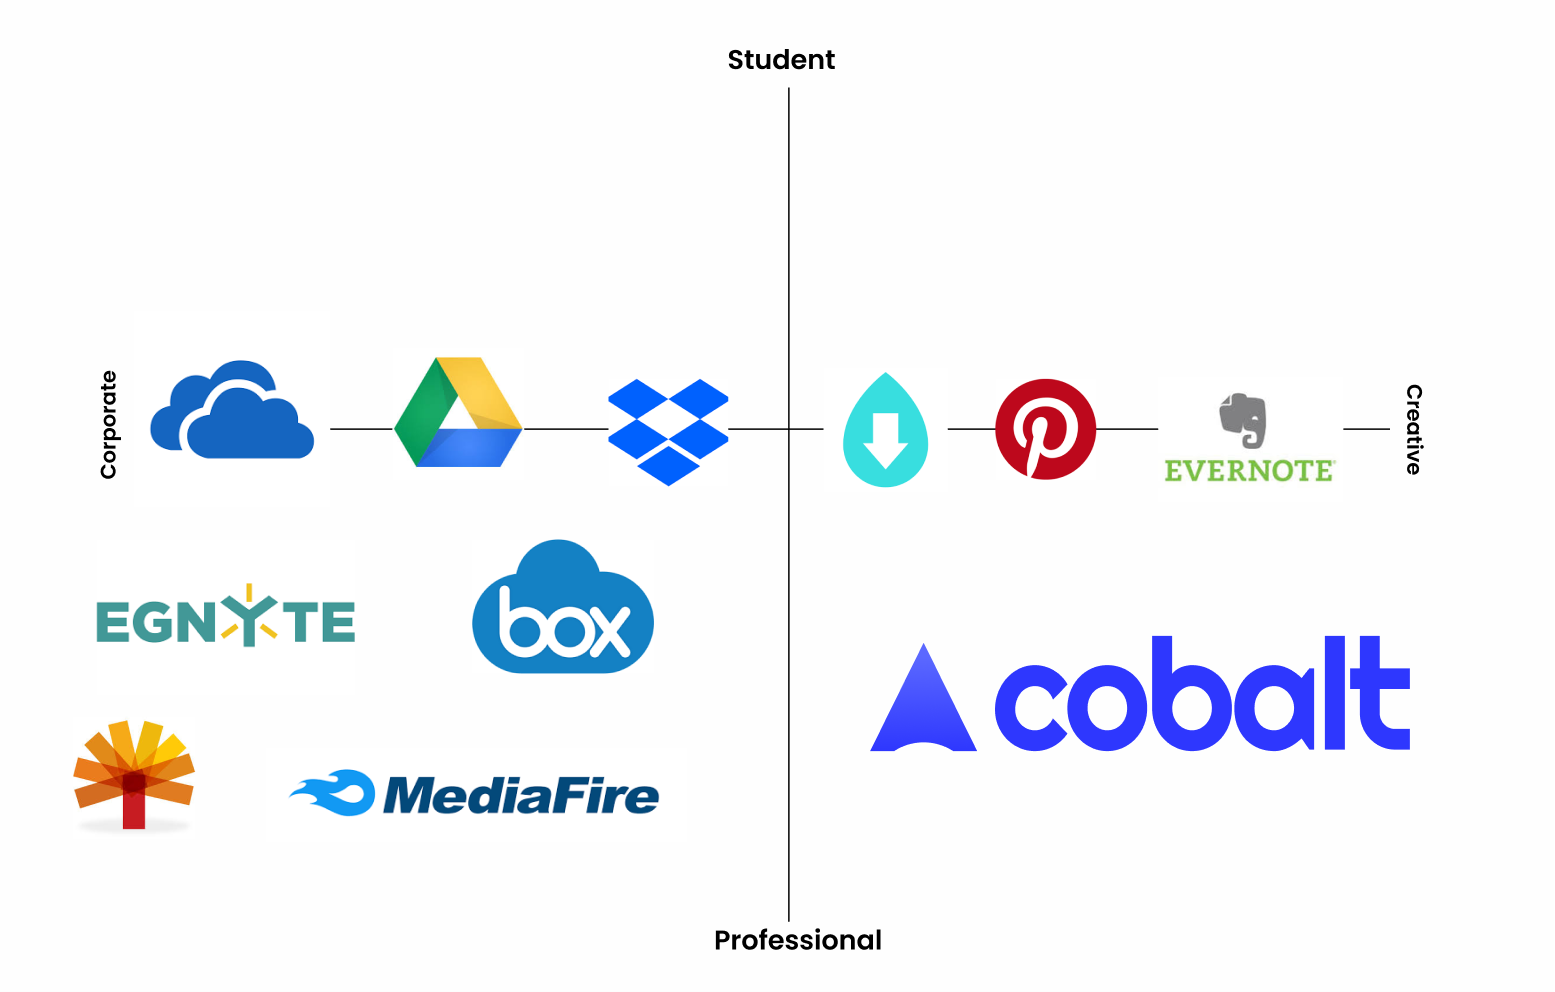 Student
Corporate
Creative
EVERNOTE
EGNYTE
box
cobalt
MediaFire
Professional